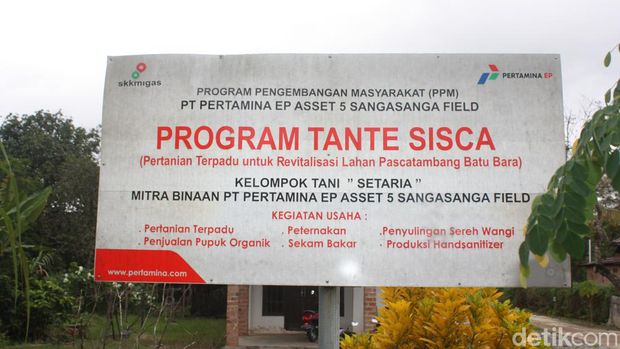 skkmigas
PERTAMINA EP
PROGRAM PENGEMBANGAN MASYARAKAT (PPM)
PT PERTAMINA EP ASSET 5 SANGASANGA FIELD
PROGRAM TANTE SISCA
(Pertanian Terpadu untuk Revitalisasi Lahan Pascatambang Batu Bara)
KELOMPOK TANI " SETARIA "
MITRA BINAAN PT PERTAMINA EP ASSET 5 SANGASANGA FIELD
KEGIATAN USAHA :
. Pertanian Terpadu . Peternakan . Penyulingan Sereh Wangi
. Penjualan Pupuk Organik . Sekam Bakar . Produksi Handsanitizer
www.pertamina.com
detikcom